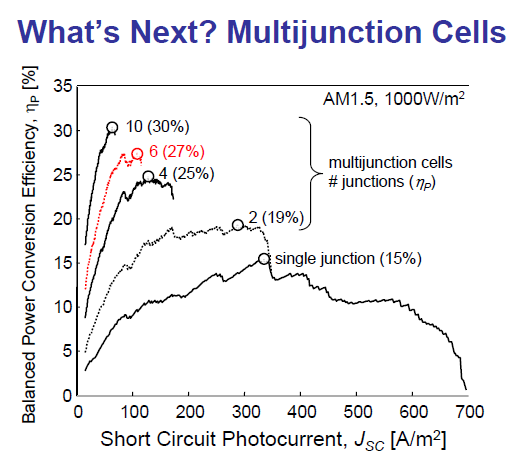 What's Next? Multijunction Cells
Balanced Power Conversion Efficiency, ηP [%]
35
30
25
20
15
10
5
0
AM1.5, 1000W/m²
10 (30%)
6 (27%)
4 (25%)
2 (19%)
single junction (15%)
multijunction cells
# junctions (ηP)
0 100 200 300 400 500 600 700
Short Circuit Photocurrent, JSC [A/m²]